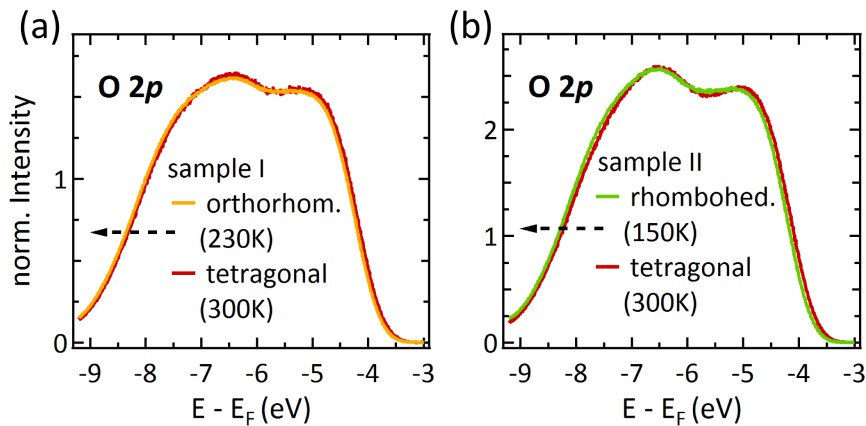 (a)
O 2p
sample I
orthorhom.
(230K)
tetragonal
(300K)
norm. Intensity
1
0
-9 -8 -7 -6 -5 -4 -3
E - EF (eV)
(b)
O 2p
sample II
rhombohed.
(150K)
tetragonal
(300K)
2
1
0
-9 -8 -7 -6 -5 -4 -3
E - EF (eV)